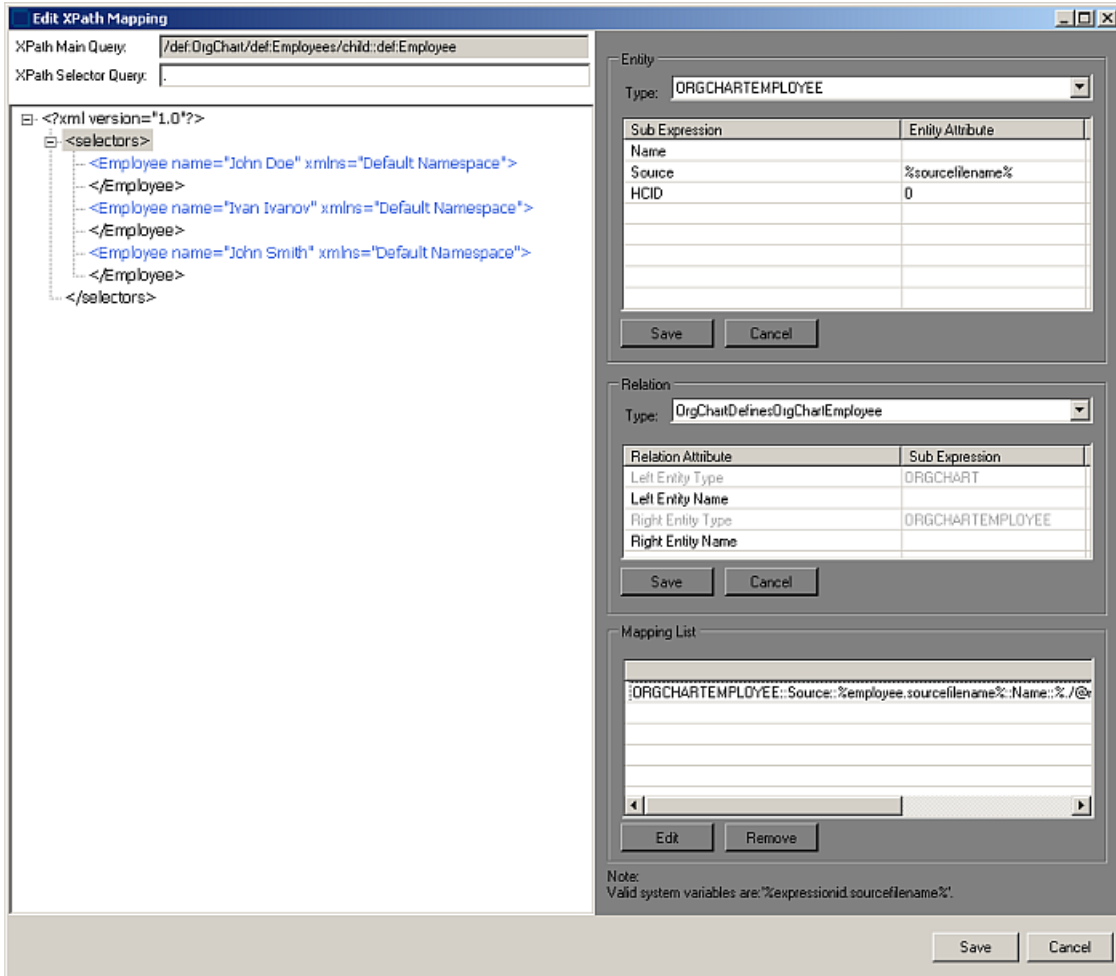 Edit XPath Mapping
XPath Main Query: /def:OrgChart/def:Employees/child::def:Employee
XPath Selector Query: .
<?xml version="1.0"?>
<selectors>
<Employee name="John Doe" xmlns="Default Namespace">
</Employee>
<Employee name="Ivan Ivanov" xmlns="Default Namespace">
</Employee>
<Employee name="John Smith" xmlns="Default Namespace">
</Employee>
</selectors>
Entity
Type: ORGCHARTEMPLOYEE
Sub Expression Entity Attribute
Name
Source %sourcefilename%
HCID 0
Save Cancel
Relation
Type: OrgChartDefinesOrgChartEmployee
Relation Attribute Sub Expression
Left Entity Type ORGCHART
Left Entity Name
Right Entity Type ORGCHARTEMPLOYEE
Right Entity Name
Save Cancel
Mapping List
ORGCHARTEMPLOYEE::Source::%employee.sourcefilename%::Name::%./@
Edit Remove
Note:
Valid system variables are:'%expressionid.sourcefilename%'.
Save Cancel